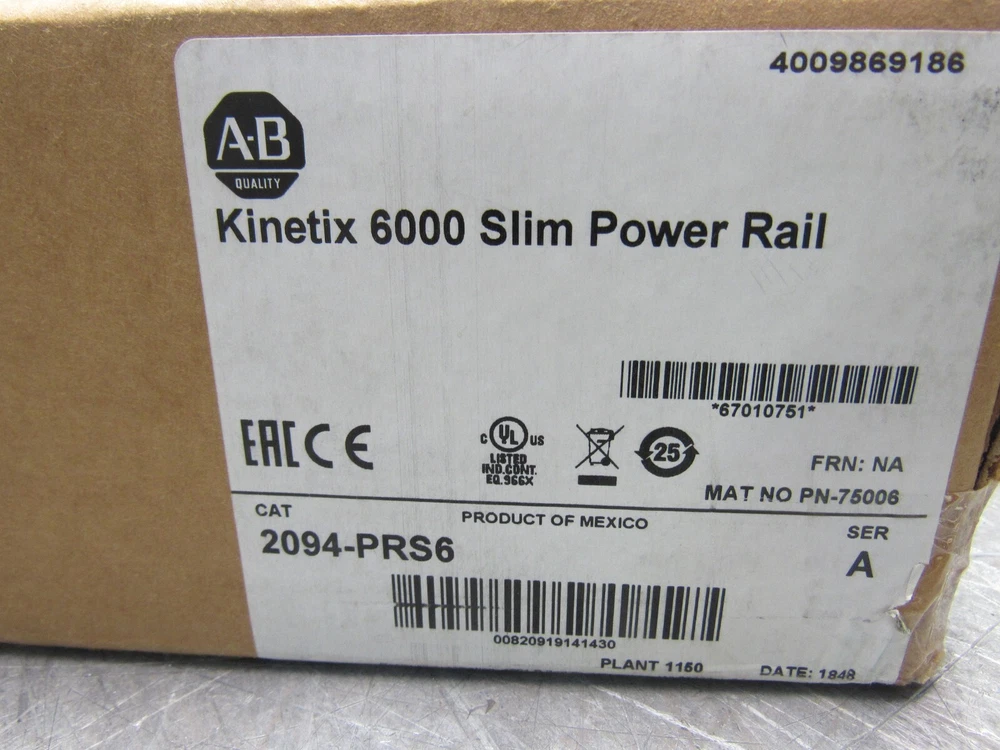 4009869186
A-B
QUALITY
Kinetix 6000 Slim Power Rail
*67010751*
EAC CE
C UL US
LISTED
IND.CONT.
EQ.966X
25
FRN: NA
MAT NO PN-75006
CAT
PRODUCT OF MEXICO
SER
2094-PRS6
A
00820919141430
PLANT 1150
DATE: 1848